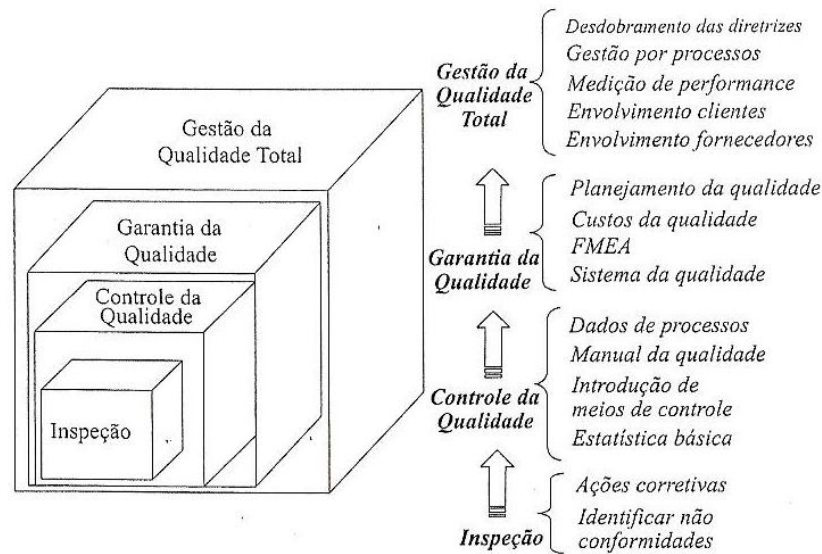 Gestão da
Qualidade Total
Garantia da
Qualidade
Controle da
Qualidade
Inspeção
Gestão da
Qualidade
Total
Desdobramento das diretrizes
Gestão por processos
Medição de performance
Envolvimento clientes
Envolvimento fornecedores
Garantia da
Qualidade
Planejamento da qualidade
Custos da qualidade
FMEA
Sistema da qualidade
Controle da
Qualidade
Dados de processos
Manual da qualidade
Introdução de
meios de controle
Estatística básica
Inspeção
Ações corretivas
Identificar não
conformidades